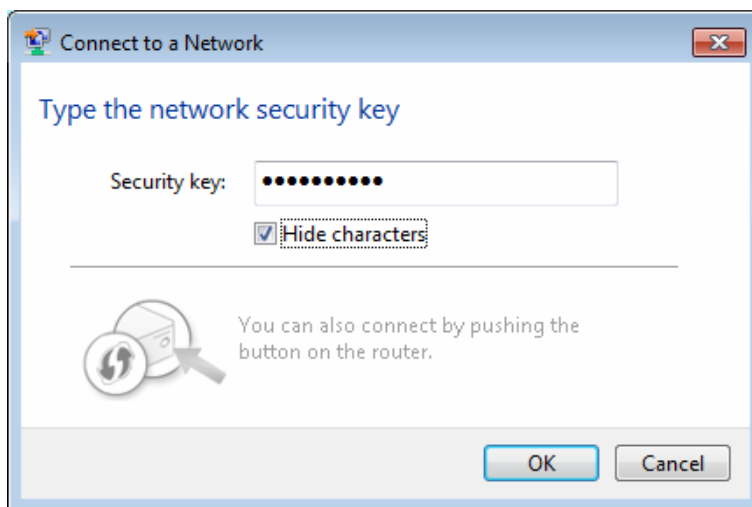 Connect to a Network
Type the network security key
Security key: ••••••••••
Hide characters
You can also connect by pushing the
button on the router.
OK Cancel